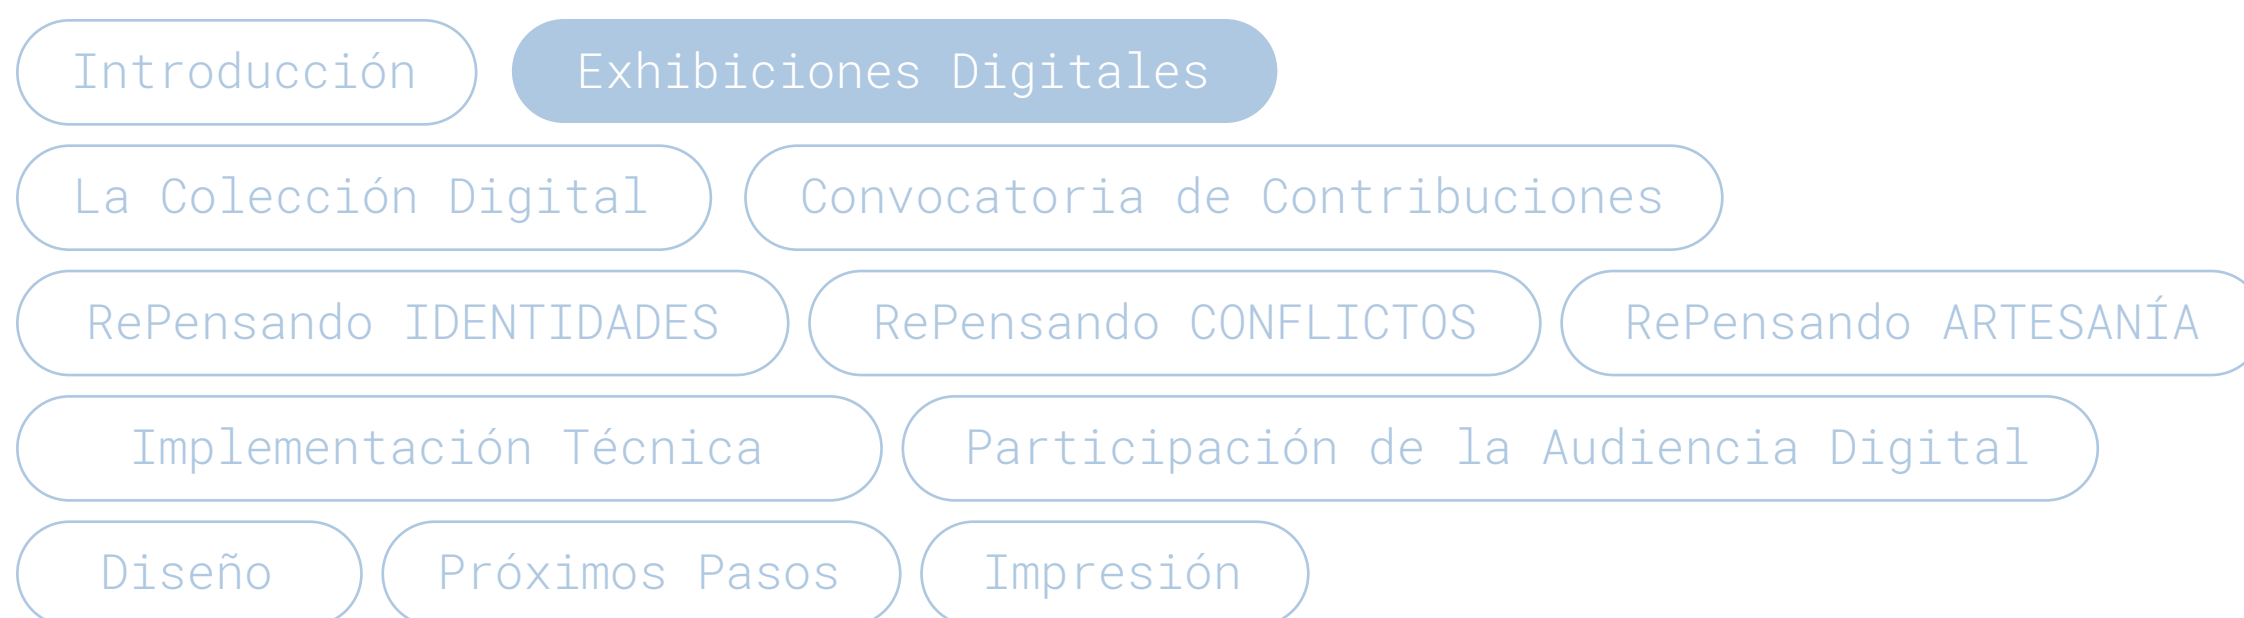 Introducción Exhibiciones Digitales
La Colección Digital Convocatoria de Contribuciones
RePensando IDENTIDADES RePensando CONFLICTOS RePensando ARTESANÍA
Implementación Técnica Participación de la Audiencia Digital
Diseño Próximos Pasos Impresión